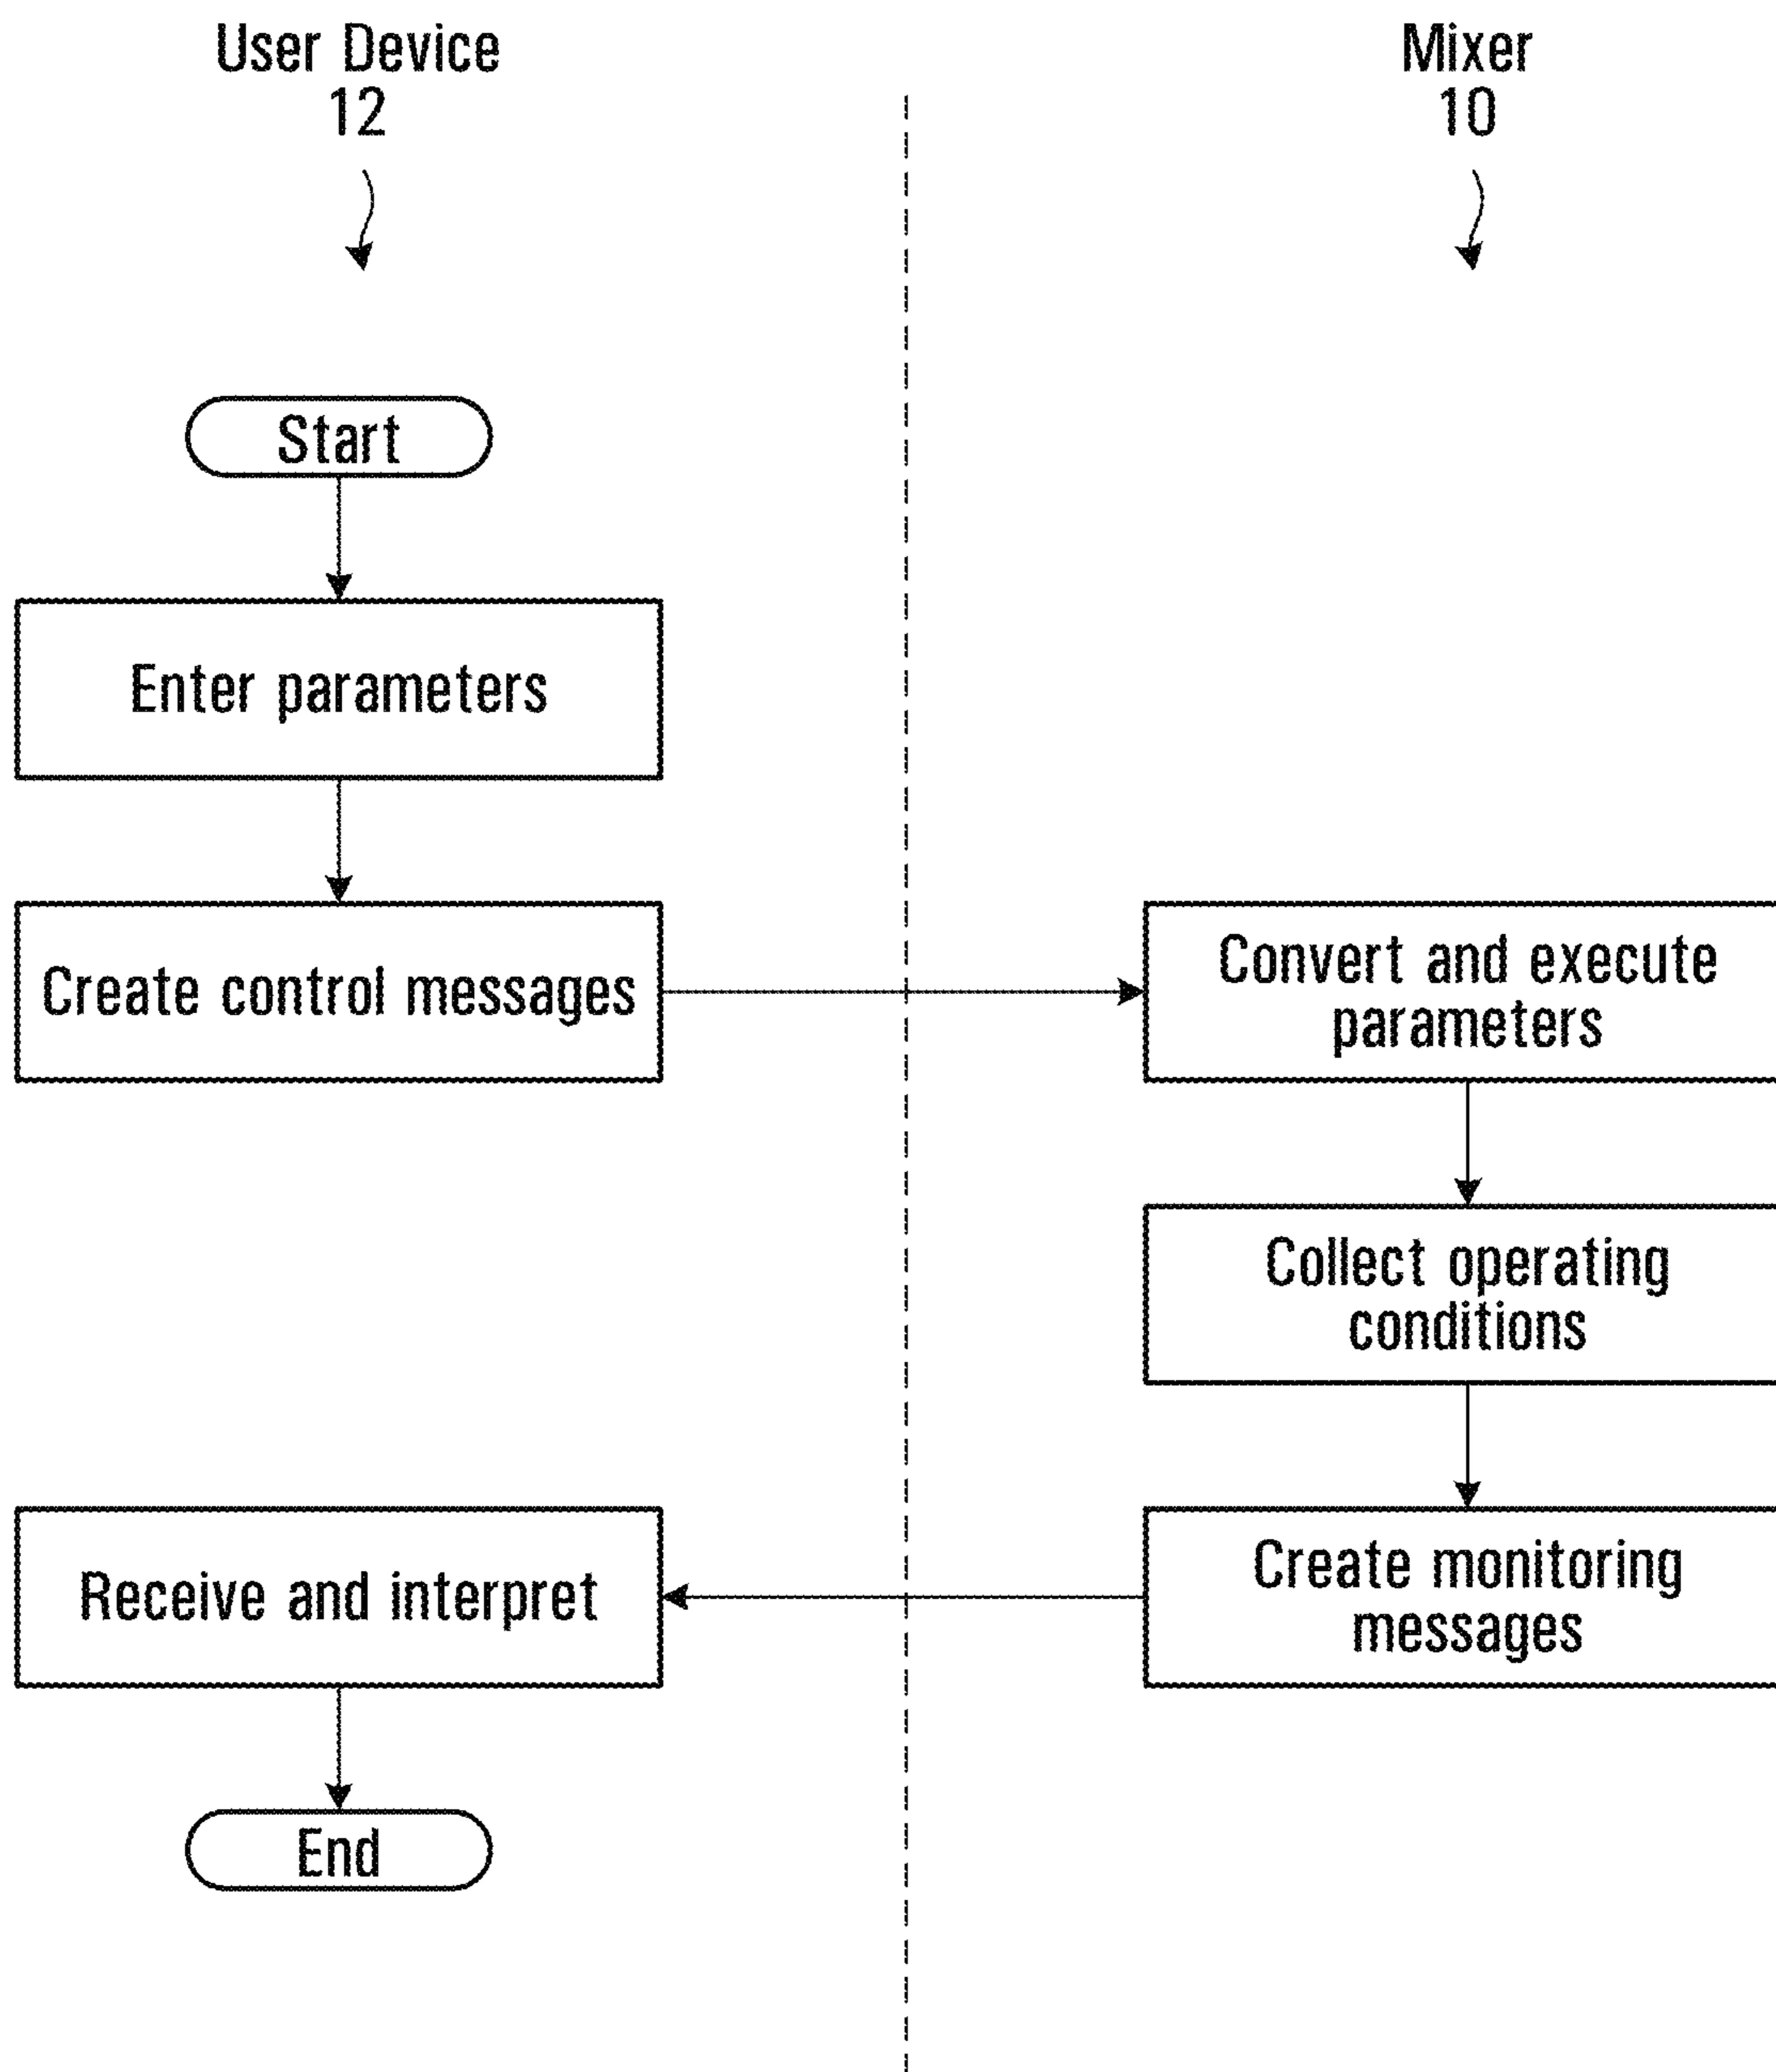 User Device
12
Mixer
10
Start
Enter parameters
Create control messages
Convert and execute
parameters
Collect operating
conditions
Create monitoring
messages
Receive and interpret
End